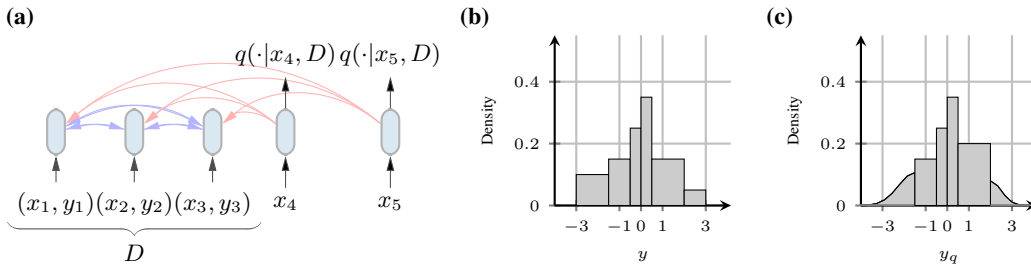 (a)
q(·|x₄, D) q(·|x₅, D)
(x₁, y₁)(x₂, y₂)(x₃, y₃) x₄ x₅
D
(b)
Density
0.4
0.2
0
−3 −1 0 1 3
y
(c)
Density
0.4
0.2
0
−3 −1 0 1 3
y_q